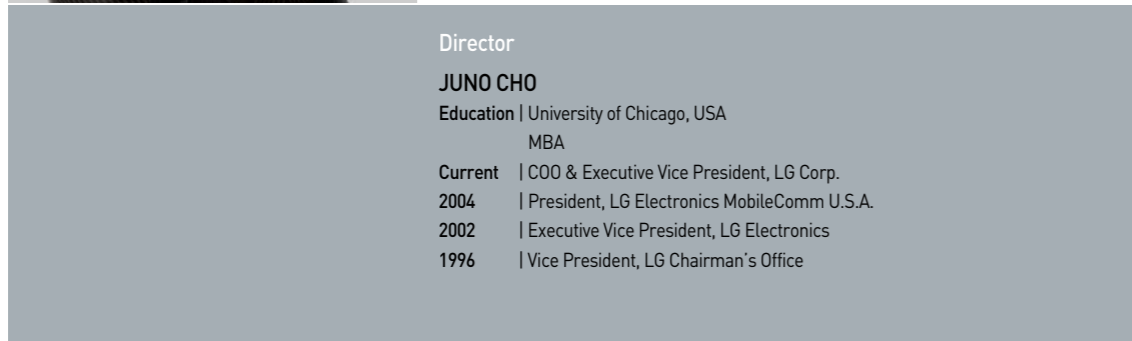 Director
JUNO CHO
Education | University of Chicago, USA
MBA
Current | COO & Executive Vice President, LG Corp.
2004 | President, LG Electronics MobileComm U.S.A.
2002 | Executive Vice President, LG Electronics
1996 | Vice President, LG Chairman's Office